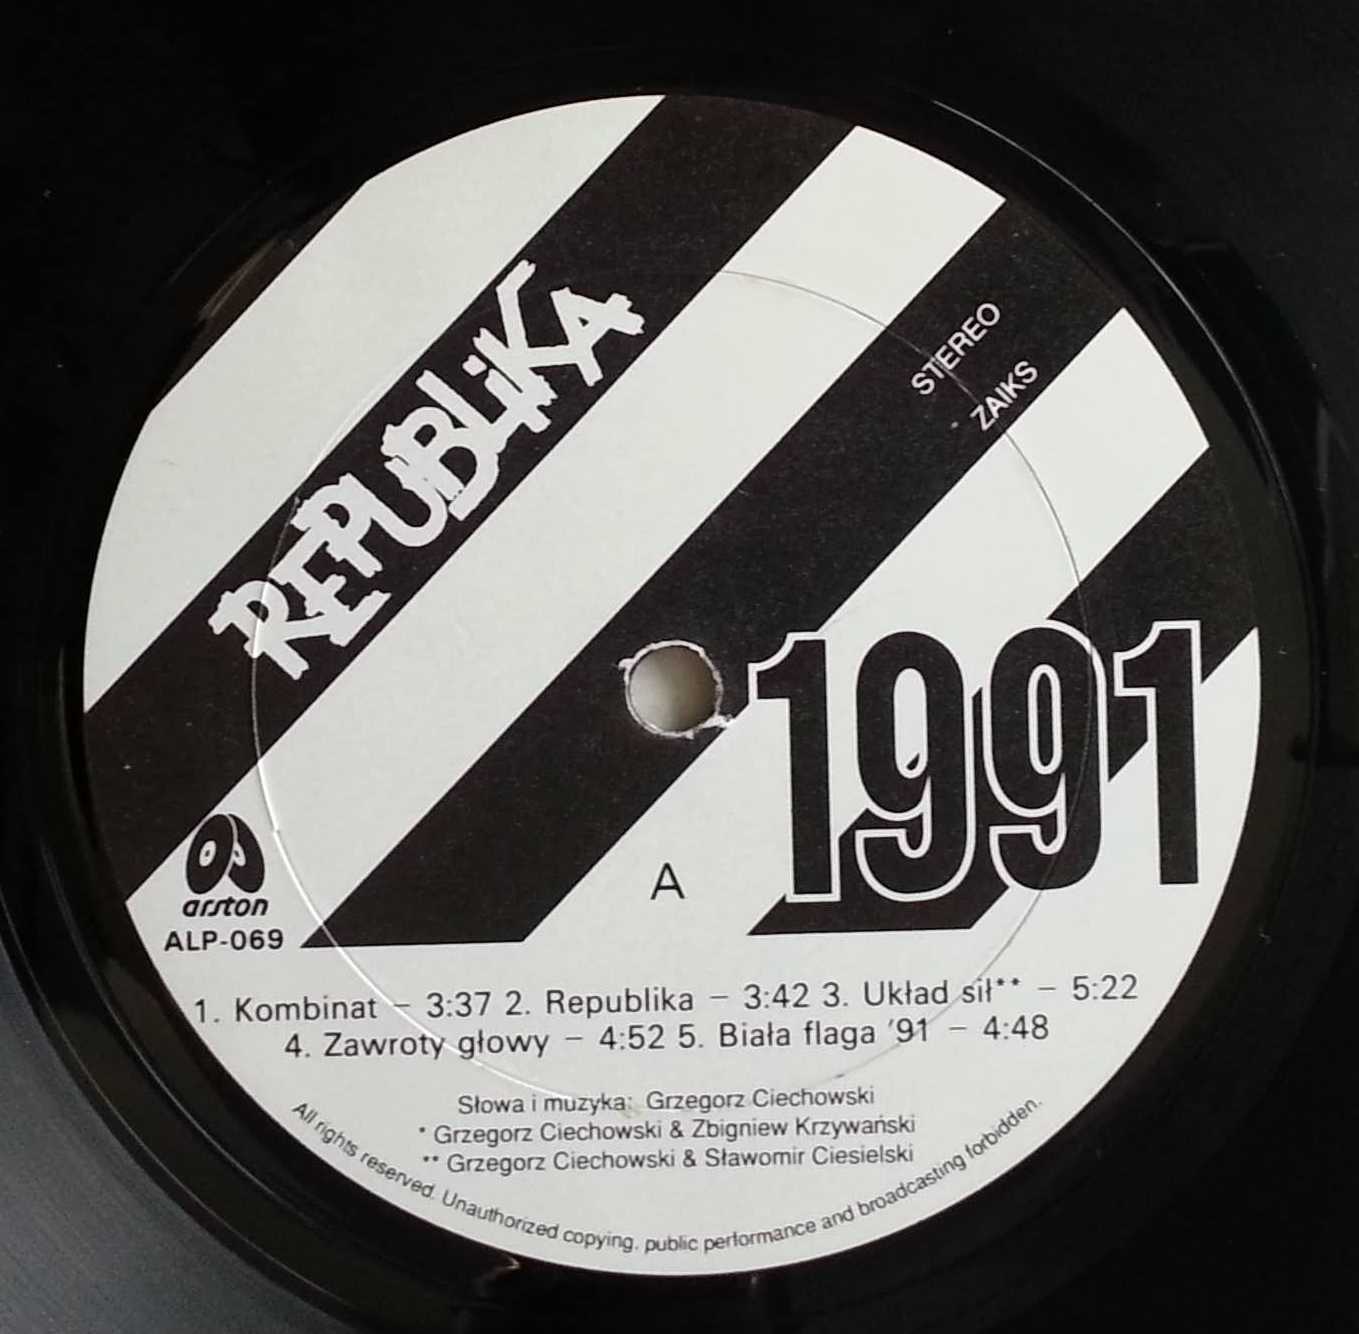 REPUBLiKA
STEREO
ZAIKS
1991
arston
ALP-069
A
1. Kombinat – 3:37 2. Republika – 3:42 3. Układ sił** – 5:22
4. Zawroty głowy – 4:52 5. Biała flaga '91 – 4:48
Słowa i muzyka: Grzegorz Ciechowski
* Grzegorz Ciechowski & Zbigniew Krzywański
** Grzegorz Ciechowski & Sławomir Ciesielski
All rights reserved. Unauthorized copying, public performance and broadcasting forbidden.